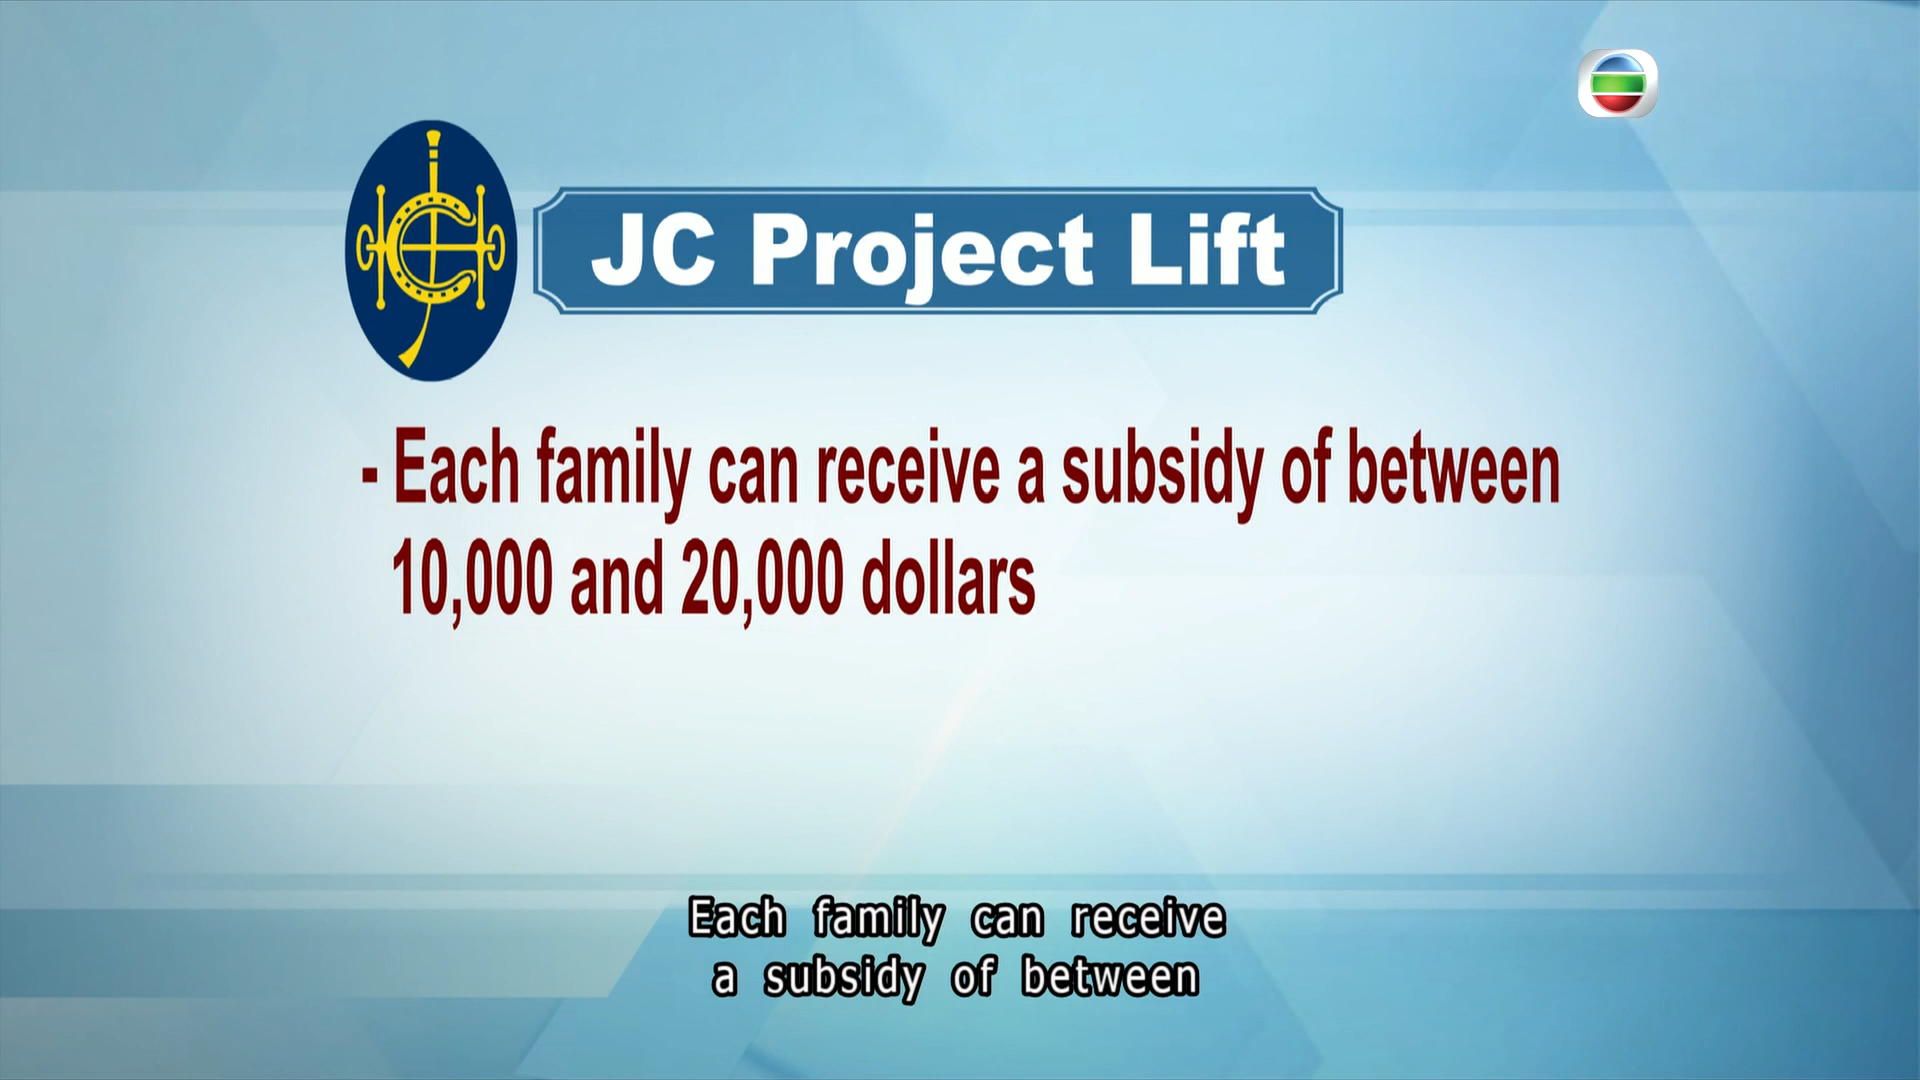 JC Project Lift
- Each family can receive a subsidy of between
10,000 and 20,000 dollars
Each family can receive
a subsidy of between